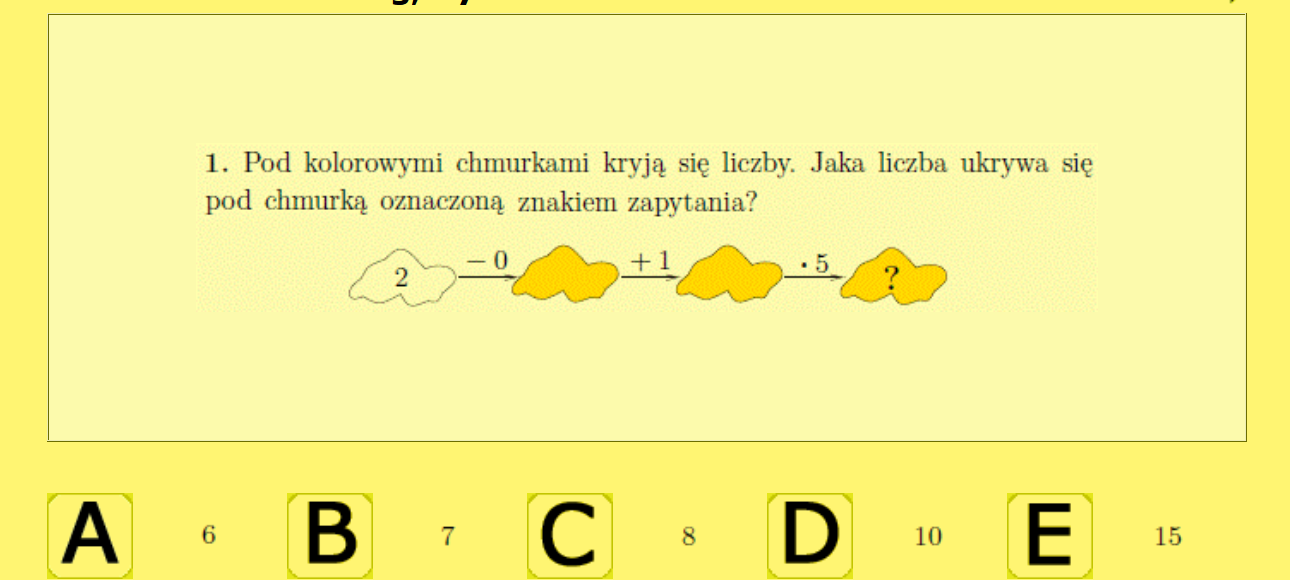 1. Pod kolorowymi chmurkami kryją się liczby. Jaka liczba ukrywa się
pod chmurką oznaczoną znakiem zapytania?
2 − 0 + 1 · 5 ?
A 6 B 7 C 8 D 10 E 15